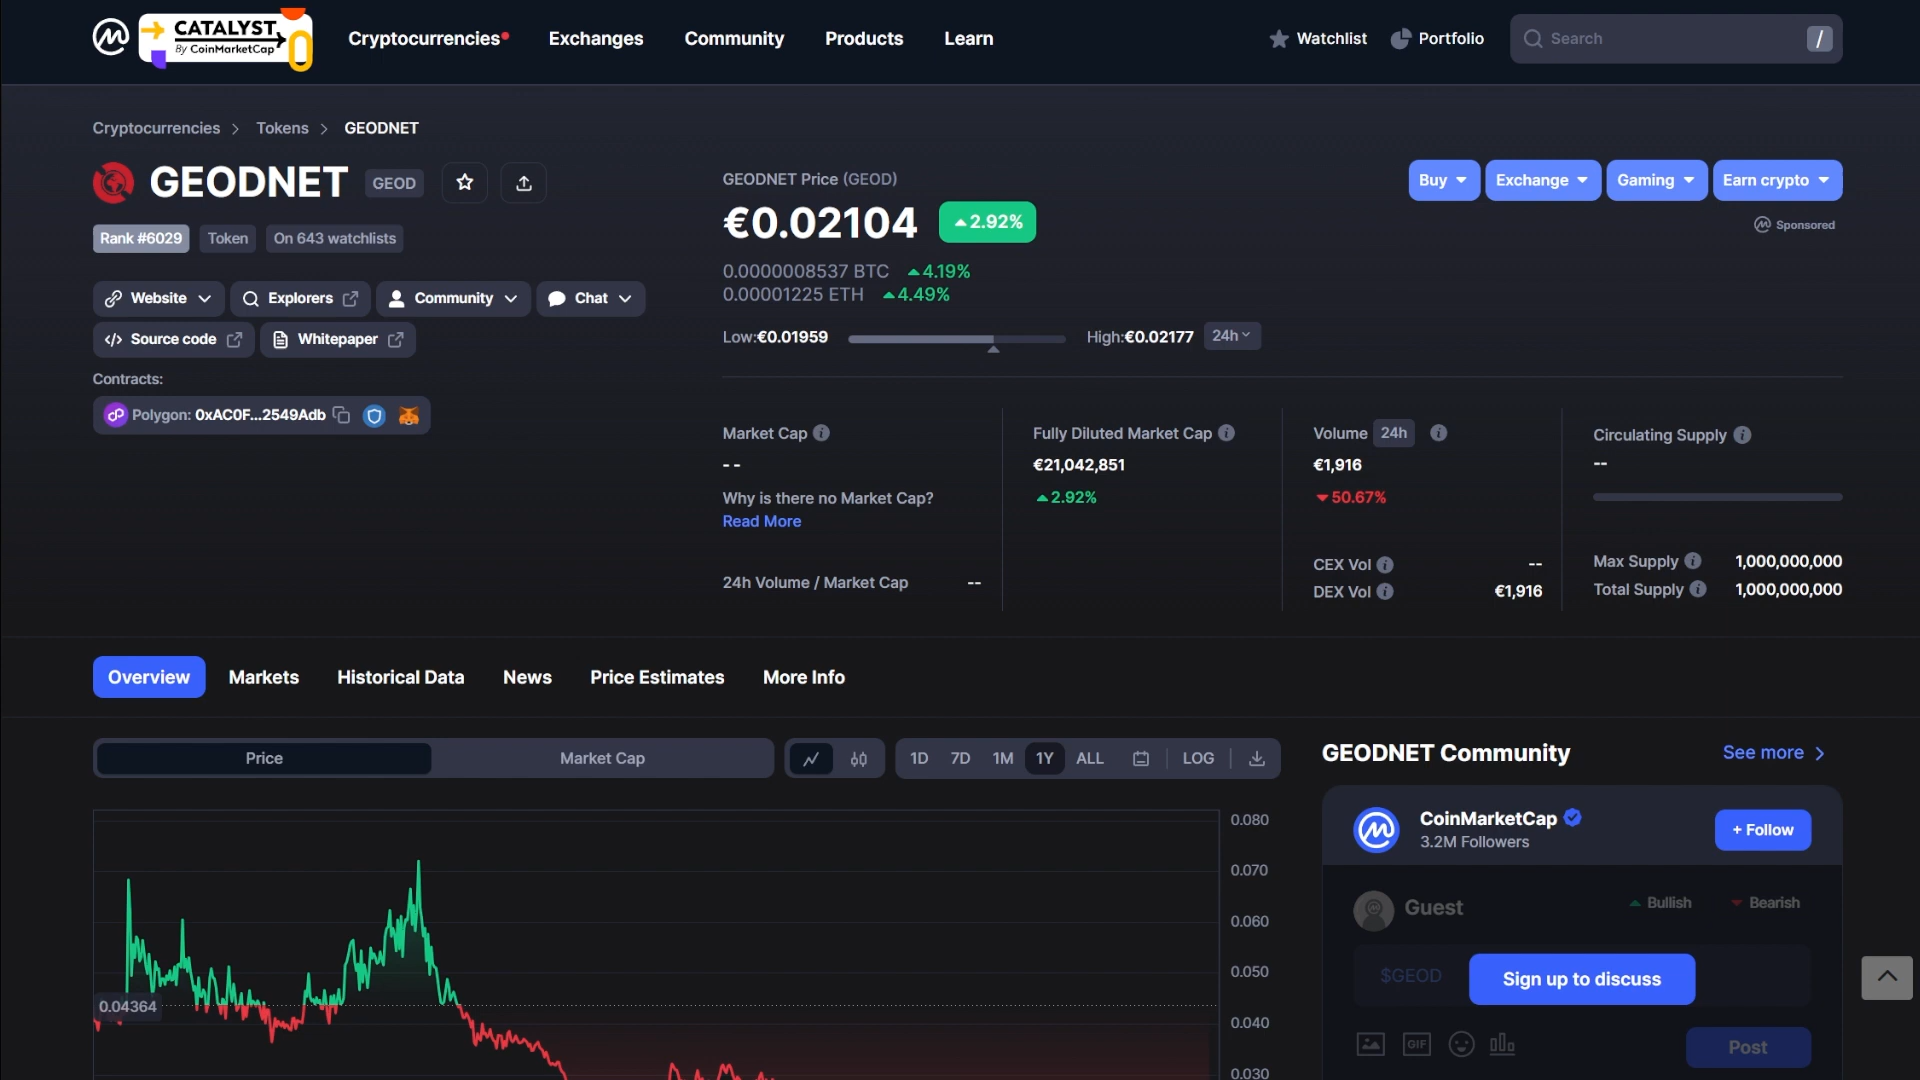 CATALYST
By CoinMarketCap
Cryptocurrencies
Exchanges
Community
Products
Learn
Watchlist
Portfolio
Search
/
Cryptocurrencies > Tokens > GEODNET
GEODNET GEOD
Rank #6029
Token
On 643 watchlists
Website
Explorers
Community
Chat
Source code
Whitepaper
Contracts:
Polygon: 0xAC0F...2549Adb
GEODNET Price (GEOD)
€0.02104 2.92%
0.0000008537 BTC 4.19%
0.00001225 ETH 4.49%
Low:€0.01959
High:€0.02177
24h
Buy
Exchange
Gaming
Earn crypto
Sponsored
Market Cap
- -
Why is there no Market Cap?
Read More
24h Volume / Market Cap --
Fully Diluted Market Cap
€21,042,851
2.92%
Volume 24h
€1,916
50.67%
CEX Vol --
DEX Vol €1,916
Circulating Supply
--
Max Supply 1,000,000,000
Total Supply 1,000,000,000
Overview
Markets
Historical Data
News
Price Estimates
More Info
Price
Market Cap
1D
7D
1M
1Y
ALL
LOG
0.080
0.070
0.060
0.050
0.040
0.030
0.04364
GEODNET Community
See more
CoinMarketCap
3.2M Followers
+ Follow
Guest
Bullish
Bearish
$GEOD
Sign up to discuss
GIF
Post